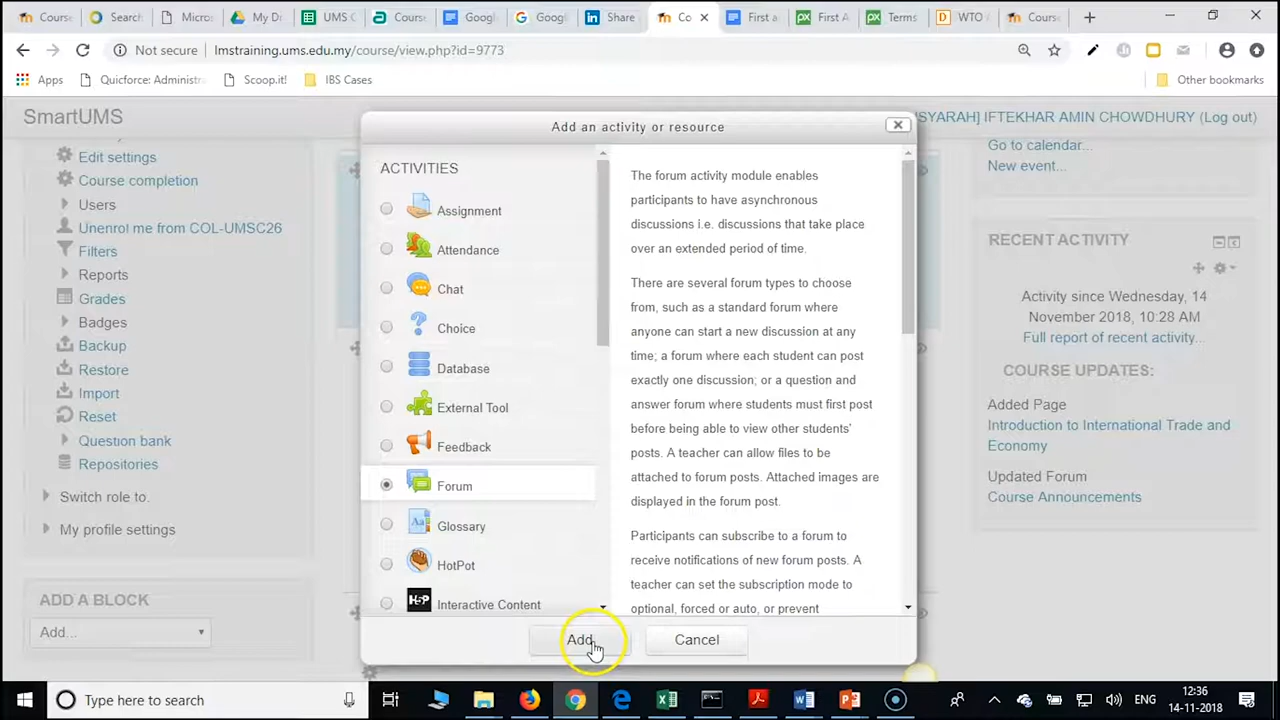 Course
Search
Micros
My Dr
UMS C
Course
Google
Google
Share
Co
First a
First A
Terms
WTO
Course
Not secure
lmstraining.ums.edu.my/course/view.php?id=9773
Apps
Quicforce: Administra
Scoop.it!
IBS Cases
Other bookmarks
SmartUMS
SYARAH] IFTEKHAR AMIN CHOWDHURY (Log out)
Edit settings
Course completion
Users
Unenrol me from COL-UMSC26
Filters
Reports
Grades
Badges
Backup
Restore
Import
Reset
Question bank
Repositories
Switch role to.
My profile settings
ADD A BLOCK
Add...
Add an activity or resource
ACTIVITIES
Assignment
Attendance
Chat
Choice
Database
External Tool
Feedback
Forum
Aa
Glossary
HotPot
H5P
Interactive Content
The forum activity module enables
participants to have asynchronous
discussions i.e. discussions that take place
over an extended period of time.
There are several forum types to choose
from, such as a standard forum where
anyone can start a new discussion at any
time; a forum where each student can post
exactly one discussion; or a question and
answer forum where students must first post
before being able to view other students'
posts. A teacher can allow files to be
attached to forum posts. Attached images are
displayed in the forum post.
Participants can subscribe to a forum to
receive notifications of new forum posts. A
teacher can set the subscription mode to
optional, forced or auto, or prevent
Add
Cancel
Go to calendar...
New event...
RECENT ACTIVITY
Activity since Wednesday, 14
November 2018, 10:28 AM
Full report of recent activity...
COURSE UPDATES:
Added Page
Introduction to International Trade and
Economy
Updated Forum
Course Announcements
Type here to search
ENG
12:36
14-11-2018